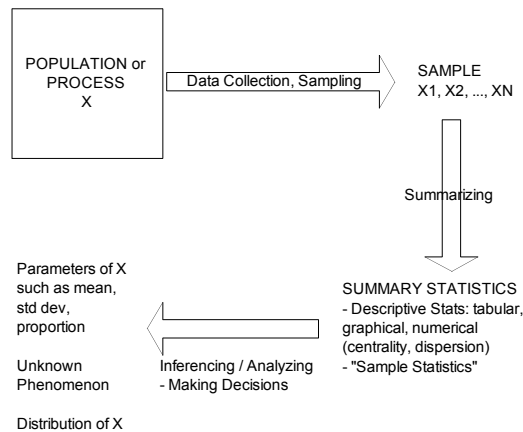 POPULATION or
PROCESS
X
Data Collection, Sampling
SAMPLE
X1, X2, ..., XN
Summarizing
SUMMARY STATISTICS
- Descriptive Stats: tabular,
graphical, numerical
(centrality, dispersion)
- "Sample Statistics"
Inferencing / Analyzing
- Making Decisions
Parameters of X
such as mean,
std dev,
proportion
Unknown
Phenomenon
Distribution of X